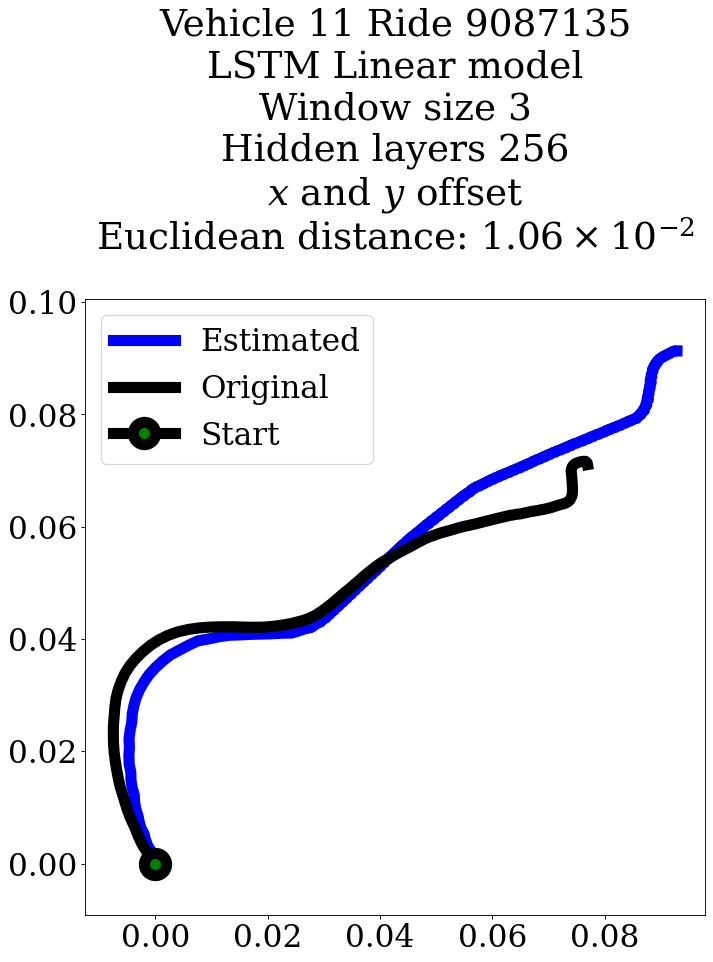 Vehicle 11 Ride 9087135
LSTM Linear model
Window size 3
Hidden layers 256
x and y offset
Euclidean distance: 1.06 × 10⁻²
0.10
0.08
0.06
0.04
0.02
0.00
Estimated
Original
Start
0.00 0.02 0.04 0.06 0.08